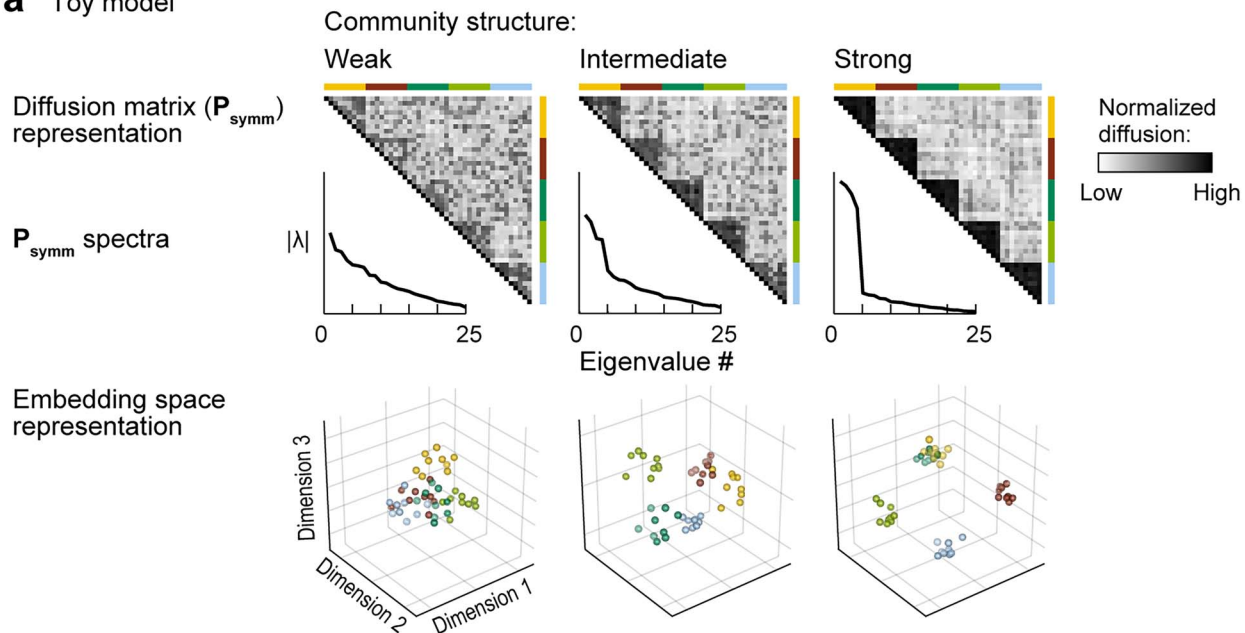 a Toy model
Community structure:
Weak Intermediate Strong
Diffusion matrix (Psymm)
representation
Normalized
diffusion:
Low High
Psymm spectra
|λ|
0 25 0 25 0 25
Eigenvalue #
Embedding space
representation
Dimension 3
Dimension 2
Dimension 1